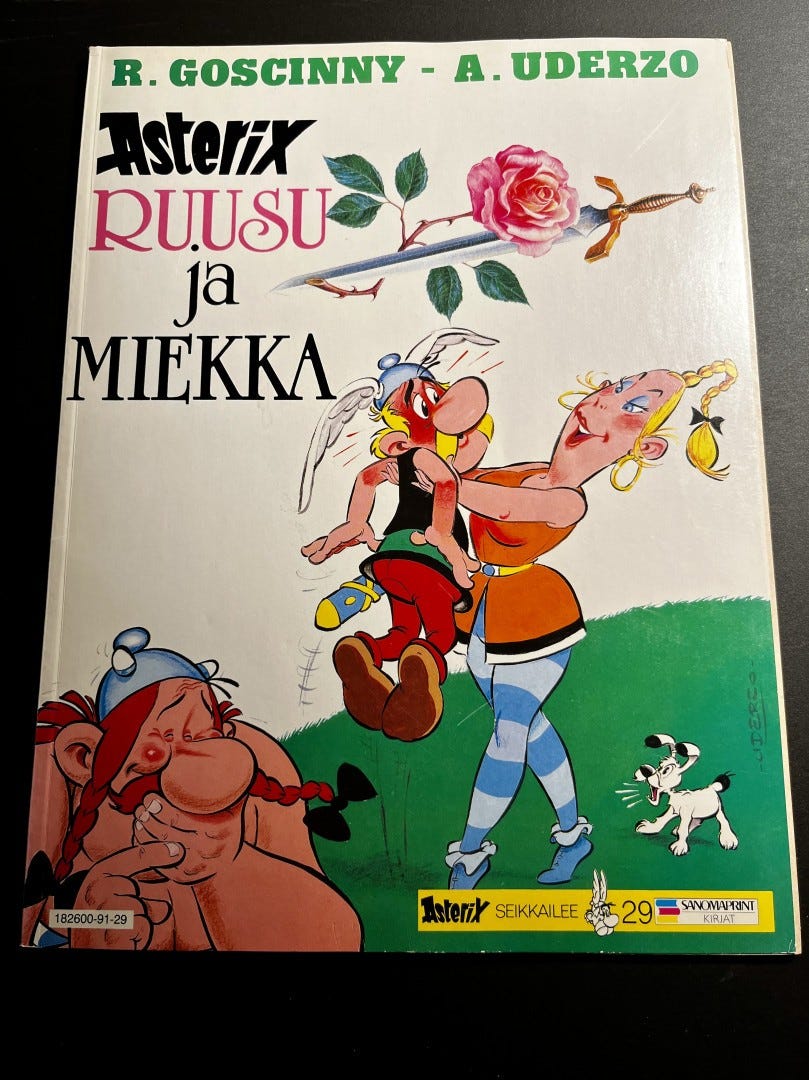 R. GOSCINNY - A. UDERZO
Asterix
RUUSU
ja
MIEKKA
-UDERZO-
182600-91-29
Asterix SEIKKAILEE 29 SANOMAPRINT
KIRJAT